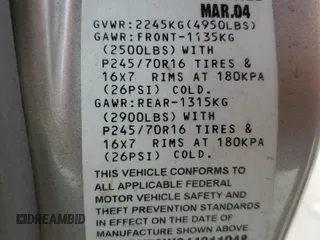 MAR.04
GVWR:2245KG(4950LBS)
GAWR:FRONT-1135KG
(2500LBS)WITH
P245/70R16 TIRES &
16x7 RIMS AT 180KPA
(26PSI) COLD.
GAWR:REAR-1315KG
(2900LBS)WITH
P245/70R16 TIRES &
16x7 RIMS AT 180KPA
(26PSI) COLD.
THIS VEHICLE CONFORMS TO
ALL APPLICABLE FEDERAL
MOTOR VEHICLE SAFETY AND
THEFT PREVENTION STANDARDS
IN EFFECT ON THE DATE OF
MANUFACTURE SHOWN ABOVE
DREAMBID